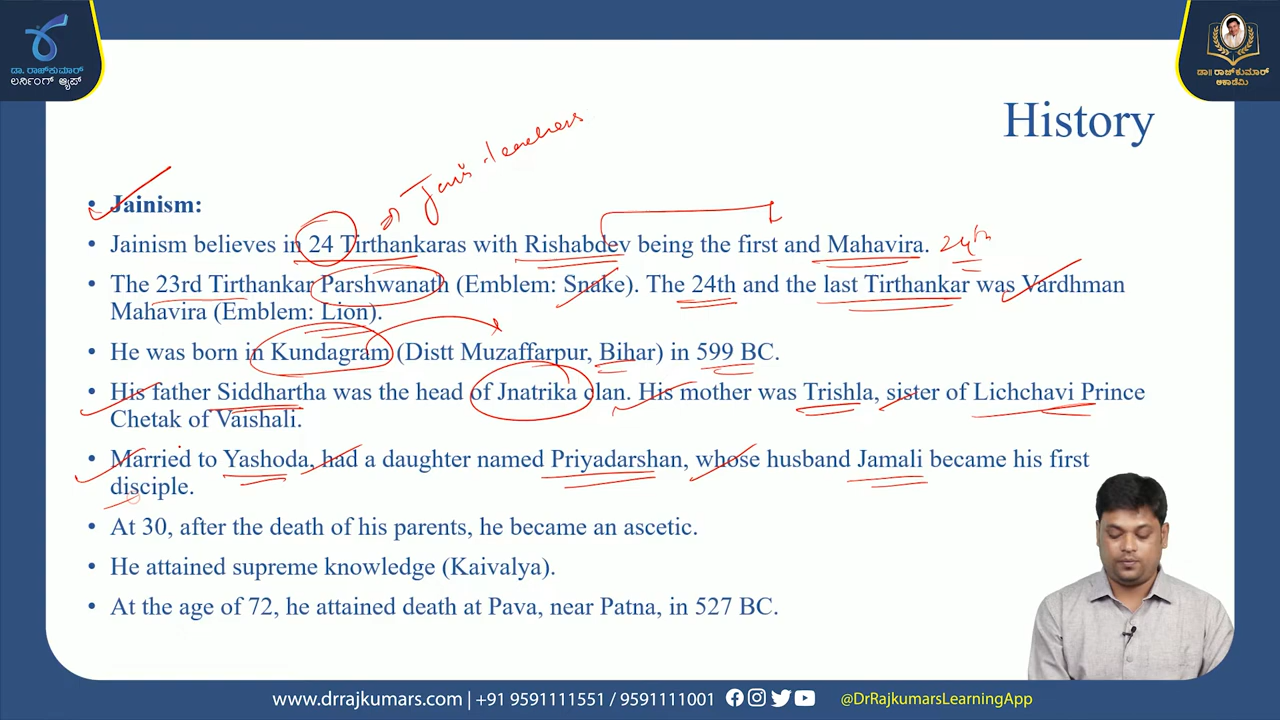 ಡಾ. ರಾಜ್‌ಕುಮಾರ್
ಲರ್ನಿಂಗ್ ಆ್ಯಪ್
ಡಾ|| ರಾಜ್‌ಕುಮಾರ್
ಅಕಾಡೆಮಿ
History
Jain teachers
• Jainism:
• Jainism believes in 24 Tirthankaras with Rishabdev being the first and Mahavira. 24th
• The 23rd Tirthankar Parshwanath (Emblem: Snake). The 24th and the last Tirthankar was Vardhman
Mahavira (Emblem: Lion).
• He was born in Kundagram (Distt Muzaffarpur, Bihar) in 599 BC.
• His father Siddhartha was the head of Jnatrika clan. His mother was Trishla, sister of Lichchavi Prince
Chetak of Vaishali.
• Married to Yashoda, had a daughter named Priyadarshan, whose husband Jamali became his first
disciple.
• At 30, after the death of his parents, he became an ascetic.
• He attained supreme knowledge (Kaivalya).
• At the age of 72, he attained death at Pava, near Patna, in 527 BC.
www.drrajkumars.com | +91 9591111551 / 9591111001 @DrRajkumarsLearningApp